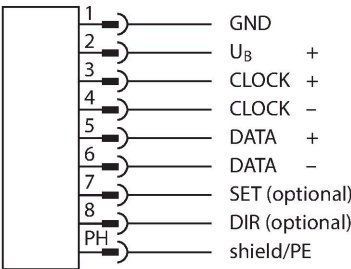 1 GND
2 U_B +
3 CLOCK +
4 CLOCK –
5 DATA +
6 DATA –
7 SET (optional)
8 DIR (optional)
PH shield/PE